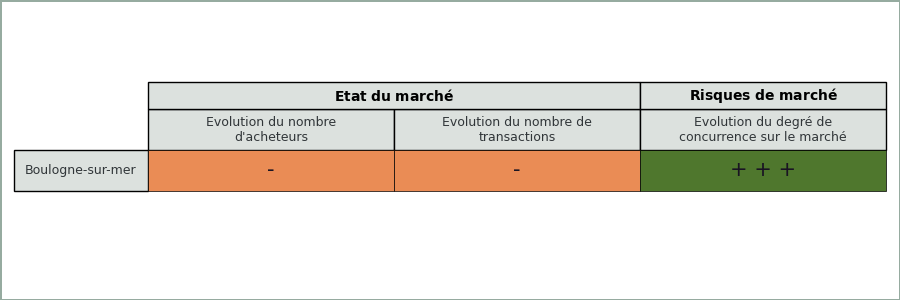 Etat du marché
Risques de marché
Evolution du nombre
d'acheteurs
Evolution du nombre de
transactions
Evolution du degré de
concurrence sur le marché
Boulogne-sur-mer
-
-
+ + +